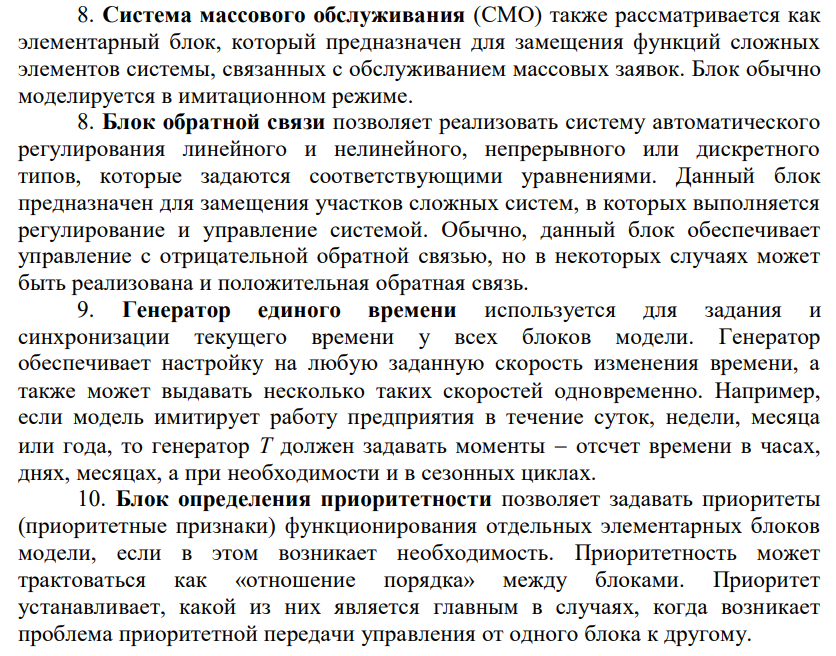 8. Система массового обслуживания (СМО) также рассматривается как
элементарный блок, который предназначен для замещения функций сложных
элементов системы, связанных с обслуживанием массовых заявок. Блок обычно
моделируется в имитационном режиме.
8. Блок обратной связи позволяет реализовать систему автоматического
регулирования линейного и нелинейного, непрерывного или дискретного
типов, которые задаются соответствующими уравнениями. Данный блок
предназначен для замещения участков сложных систем, в которых выполняется
регулирование и управление системой. Обычно, данный блок обеспечивает
управление с отрицательной обратной связью, но в некоторых случаях может
быть реализована и положительная обратная связь.
9. Генератор единого времени используется для задания и
синхронизации текущего времени у всех блоков модели. Генератор
обеспечивает настройку на любую заданную скорость изменения времени, а
также может выдавать несколько таких скоростей одновременно. Например,
если модель имитирует работу предприятия в течение суток, недели, месяца
или года, то генератор T должен задавать моменты – отсчет времени в часах,
днях, месяцах, а при необходимости и в сезонных циклах.
10. Блок определения приоритетности позволяет задавать приоритеты
(приоритетные признаки) функционирования отдельных элементарных блоков
модели, если в этом возникает необходимость. Приоритетность может
трактоваться как «отношение порядка» между блоками. Приоритет
устанавливает, какой из них является главным в случаях, когда возникает
проблема приоритетной передачи управления от одного блока к другому.